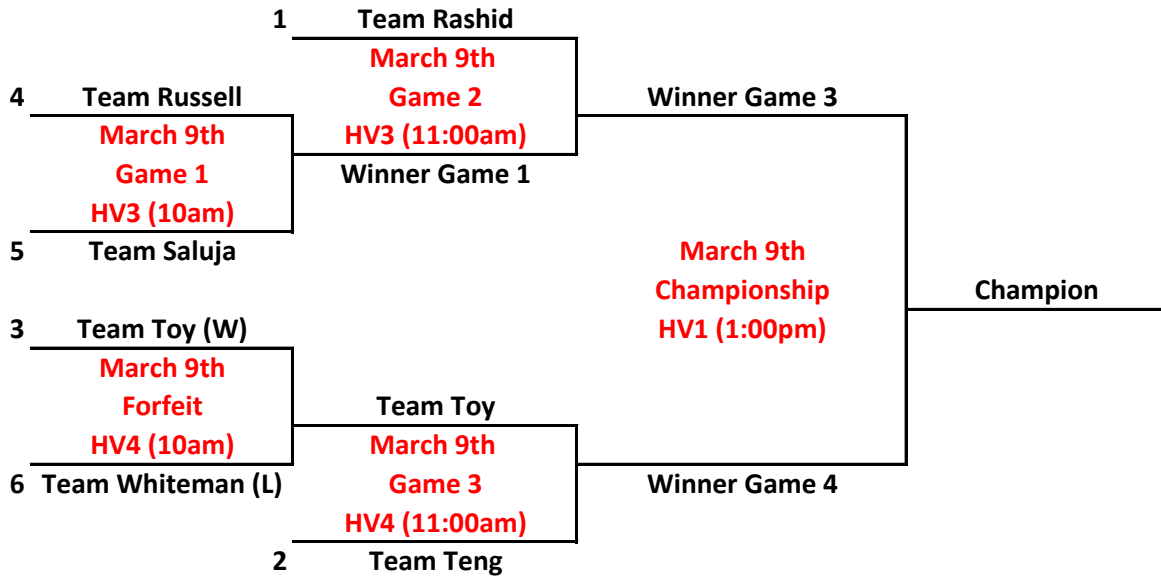 1 Team Rashid
March 9th
Game 2
HV3 (11:00am)
Winner Game 1
4 Team Russell
March 9th
Game 1
HV3 (10am)
5 Team Saluja
Winner Game 3
March 9th
Championship
HV1 (1:00pm)
Champion
3 Team Toy (W)
March 9th
Forfeit
HV4 (10am)
6 Team Whiteman (L)
Team Toy
March 9th
Game 3
HV4 (11:00am)
2 Team Teng
Winner Game 4